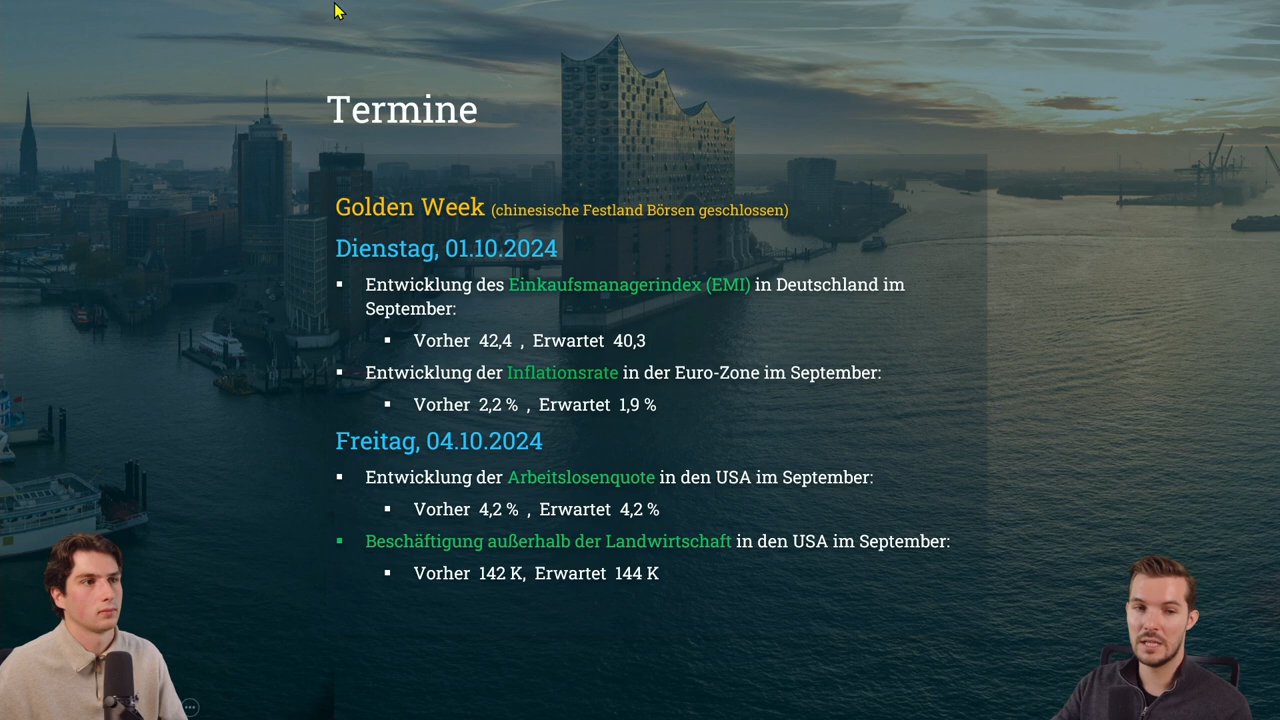 Termine
Golden Week (chinesische Festland Börsen geschlossen)
Dienstag, 01.10.2024
▪ Entwicklung des Einkaufsmanagerindex (EMI) in Deutschland im
September:
▪ Vorher 42,4 , Erwartet 40,3
▪ Entwicklung der Inflationsrate in der Euro-Zone im September:
▪ Vorher 2,2 % , Erwartet 1,9 %
Freitag, 04.10.2024
▪ Entwicklung der Arbeitslosenquote in den USA im September:
▪ Vorher 4,2 % , Erwartet 4,2 %
▪ Beschäftigung außerhalb der Landwirtschaft in den USA im September:
▪ Vorher 142 K, Erwartet 144 K